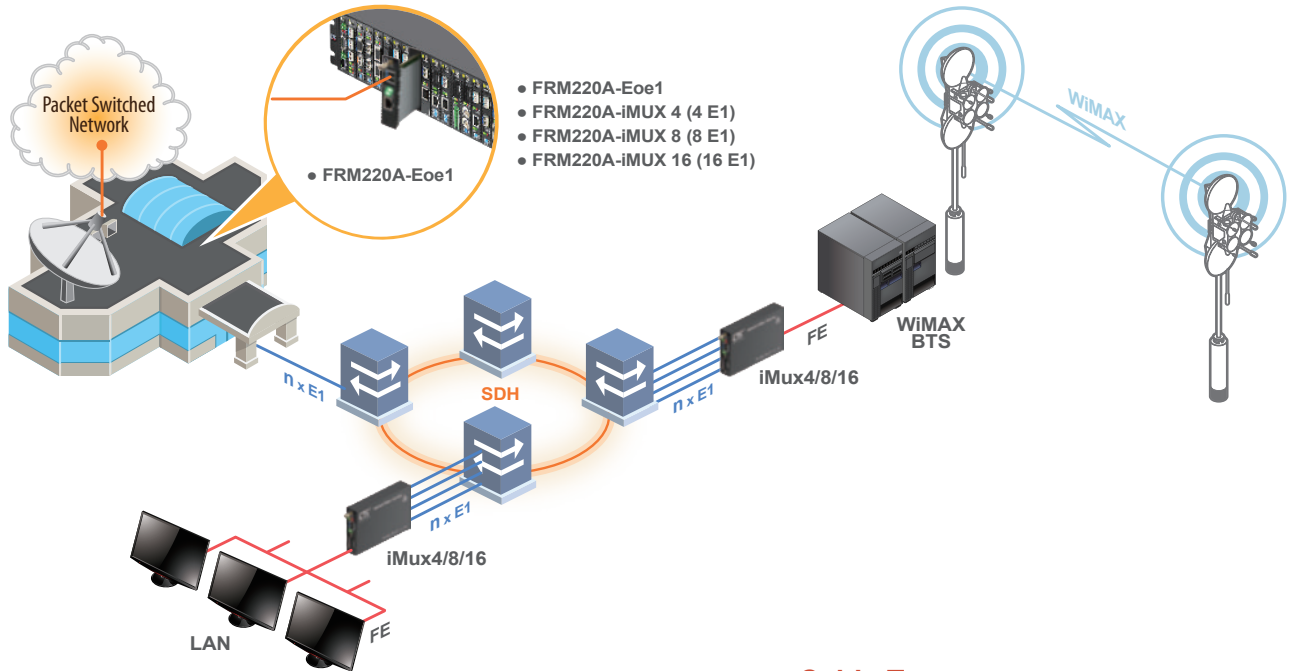 Packet Switched
Network
● FRM220A-Eoe1
● FRM220A-Eoe1
● FRM220A-iMUX 4 (4 E1)
● FRM220A-iMUX 8 (8 E1)
● FRM220A-iMUX 16 (16 E1)
WiMAX
WiMAX
BTS
FE
iMux4/8/16
n x E1
SDH
n x E1
n x E1
iMux4/8/16
LAN
FE